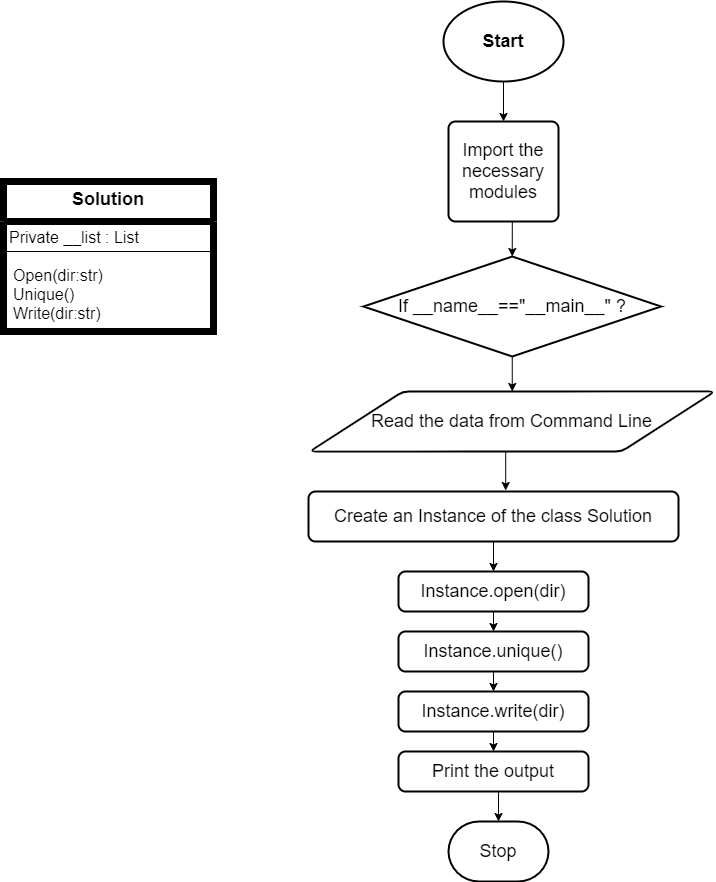 Solution
Private __list : List
Open(dir:str)
Unique()
Write(dir:str)
Start
Import the
necessary
modules
If __name__=="__main__" ?
Read the data from Command Line
Create an Instance of the class Solution
Instance.open(dir)
Instance.unique()
Instance.write(dir)
Print the output
Stop